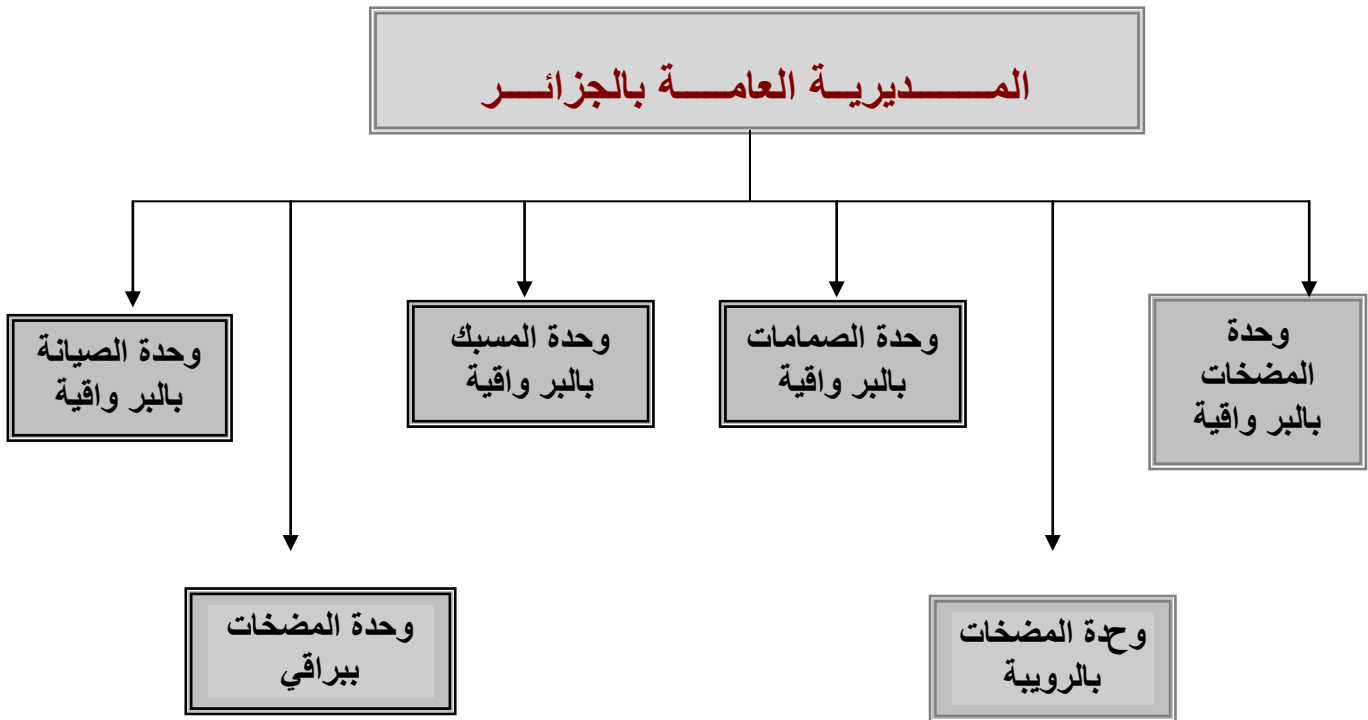 المـــــديريـــة العامـــــة بالجزائـــــر
وحدة
المضخات
بالبر واقية
وحدة الصمامات
بالبر واقية
وحدة المسبك
بالبر واقية
وحدة الصيانة
بالبر واقية
وحدة المضخات
بالرويبة
وحدة المضخات
ببراقي